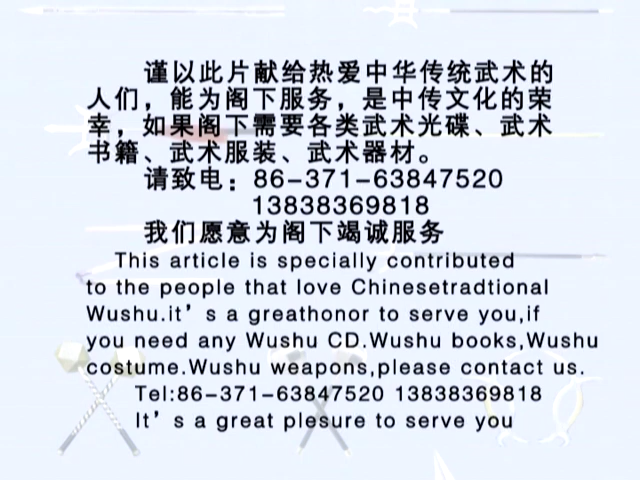 谨以此片献给热爱中华传统武术的
人们，能为阁下服务，是中传文化的荣
幸，如果阁下需要各类武术光碟、武术
书籍、武术服装、武术器材。
请致电：86-371-63847520
13838369818
我们愿意为阁下竭诚服务
This article is specially contributed
to the people that love Chinesetradtional
Wushu.it's a greathonor to serve you,if
you need any Wushu CD.Wushu books,Wushu
costume.Wushu weapons,please contact us.
Tel:86-371-63847520 13838369818
It's a great plesure to serve you